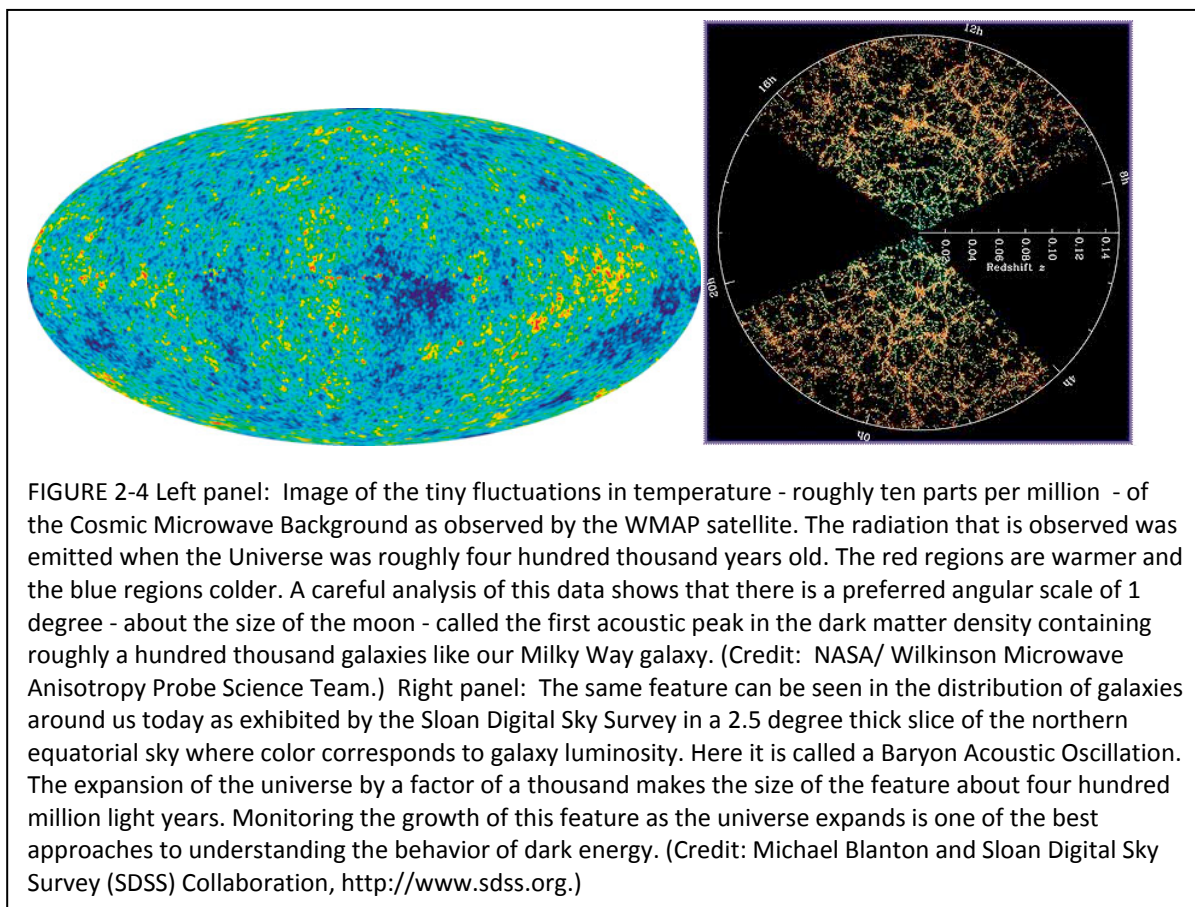 12h
16h
8h
0.02
0.04
0.06
0.08
0.10
0.12
0.14
Redshift z
20h
4h
0h
FIGURE 2-4 Left panel:  Image of the tiny fluctuations in temperature - roughly ten parts per million  - of
the Cosmic Microwave Background as observed by the WMAP satellite. The radiation that is observed was
emitted when the Universe was roughly four hundred thousand years old. The red regions are warmer and
the blue regions colder. A careful analysis of this data shows that there is a preferred angular scale of 1
degree - about the size of the moon - called the first acoustic peak in the dark matter density containing
roughly a hundred thousand galaxies like our Milky Way galaxy. (Credit:  NASA/ Wilkinson Microwave
Anisotropy Probe Science Team.)  Right panel:  The same feature can be seen in the distribution of galaxies
around us today as exhibited by the Sloan Digital Sky Survey in a 2.5 degree thick slice of the northern
equatorial sky where color corresponds to galaxy luminosity. Here it is called a Baryon Acoustic Oscillation.
The expansion of the universe by a factor of a thousand makes the size of the feature about four hundred
million light years. Monitoring the growth of this feature as the universe expands is one of the best
approaches to understanding the behavior of dark energy. (Credit: Michael Blanton and Sloan Digital Sky
Survey (SDSS) Collaboration, http://www.sdss.org.)